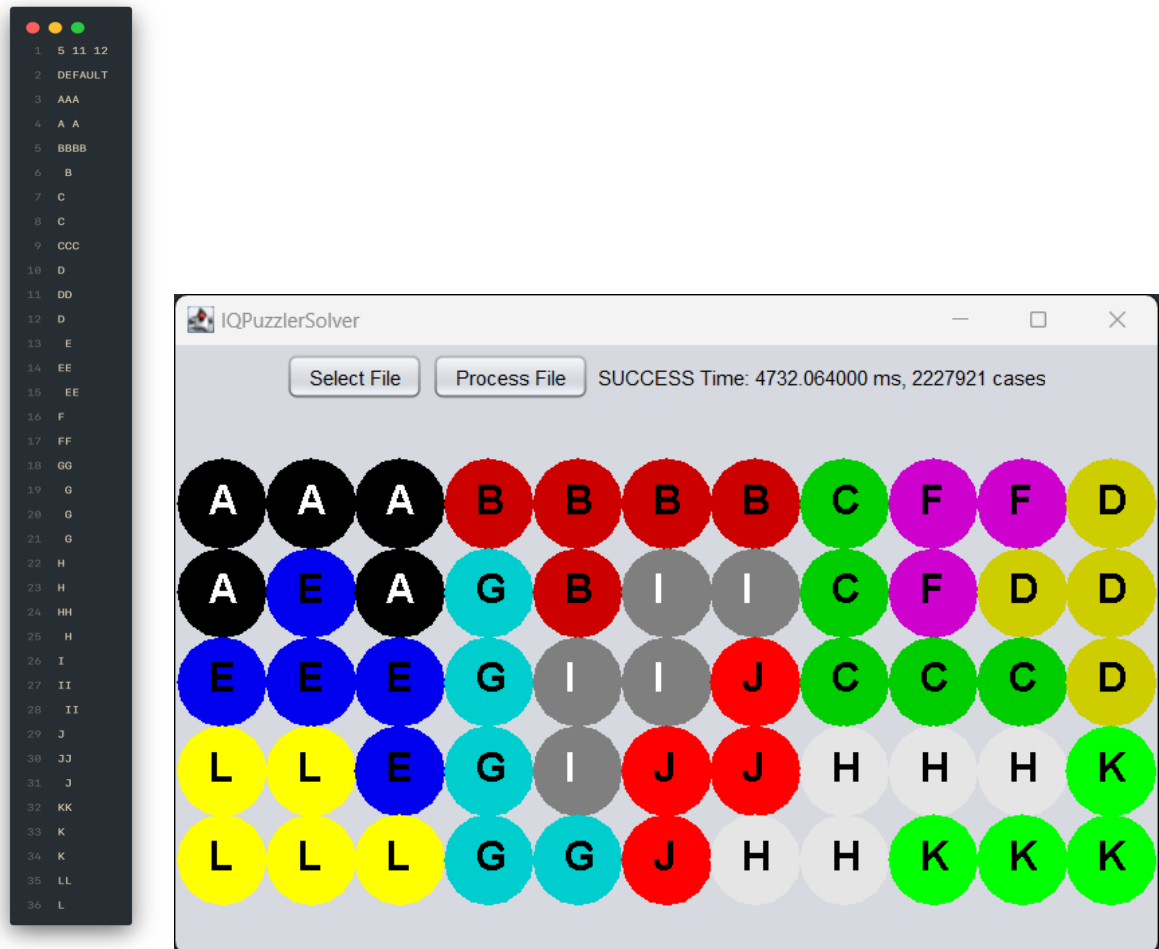 1 5 11 12
2 DEFAULT
3 AAA
4 A A
5 BBBB
6  B
7 C
8 C
9 CCC
10 D
11 DD
12 D
13  E
14 EE
15  EE
16 F
17 FF
18 GG
19  G
20  G
21  G
22 H
23 H
24 HH
25  H
26 I
27 II
28  II
29 J
30 JJ
31  J
32 KK
33 K
34 K
35 LL
36 L
IQPuzzlerSolver
Select File Process File SUCCESS Time: 4732.064000 ms, 2227921 cases
A A A B B B B C F F D
A E A G B I I C F D D
E E E G I I J C C C D
L L E G I J J H H H K
L L L G G J H H K K K